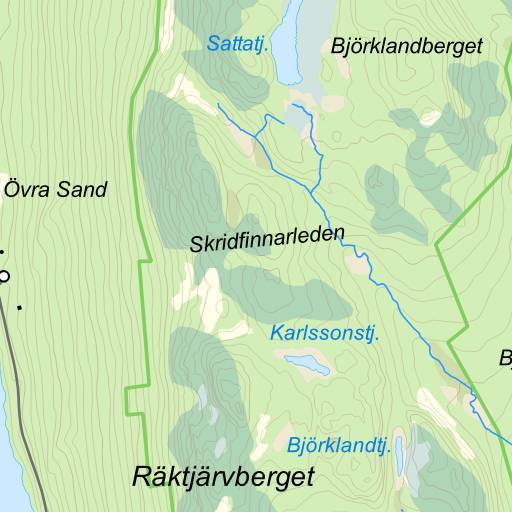 Sattatj.
Björklandberget
Övra Sand
Skridfinnarleden
Karlssonstj.
Björklandtj.
Räktjärvberget